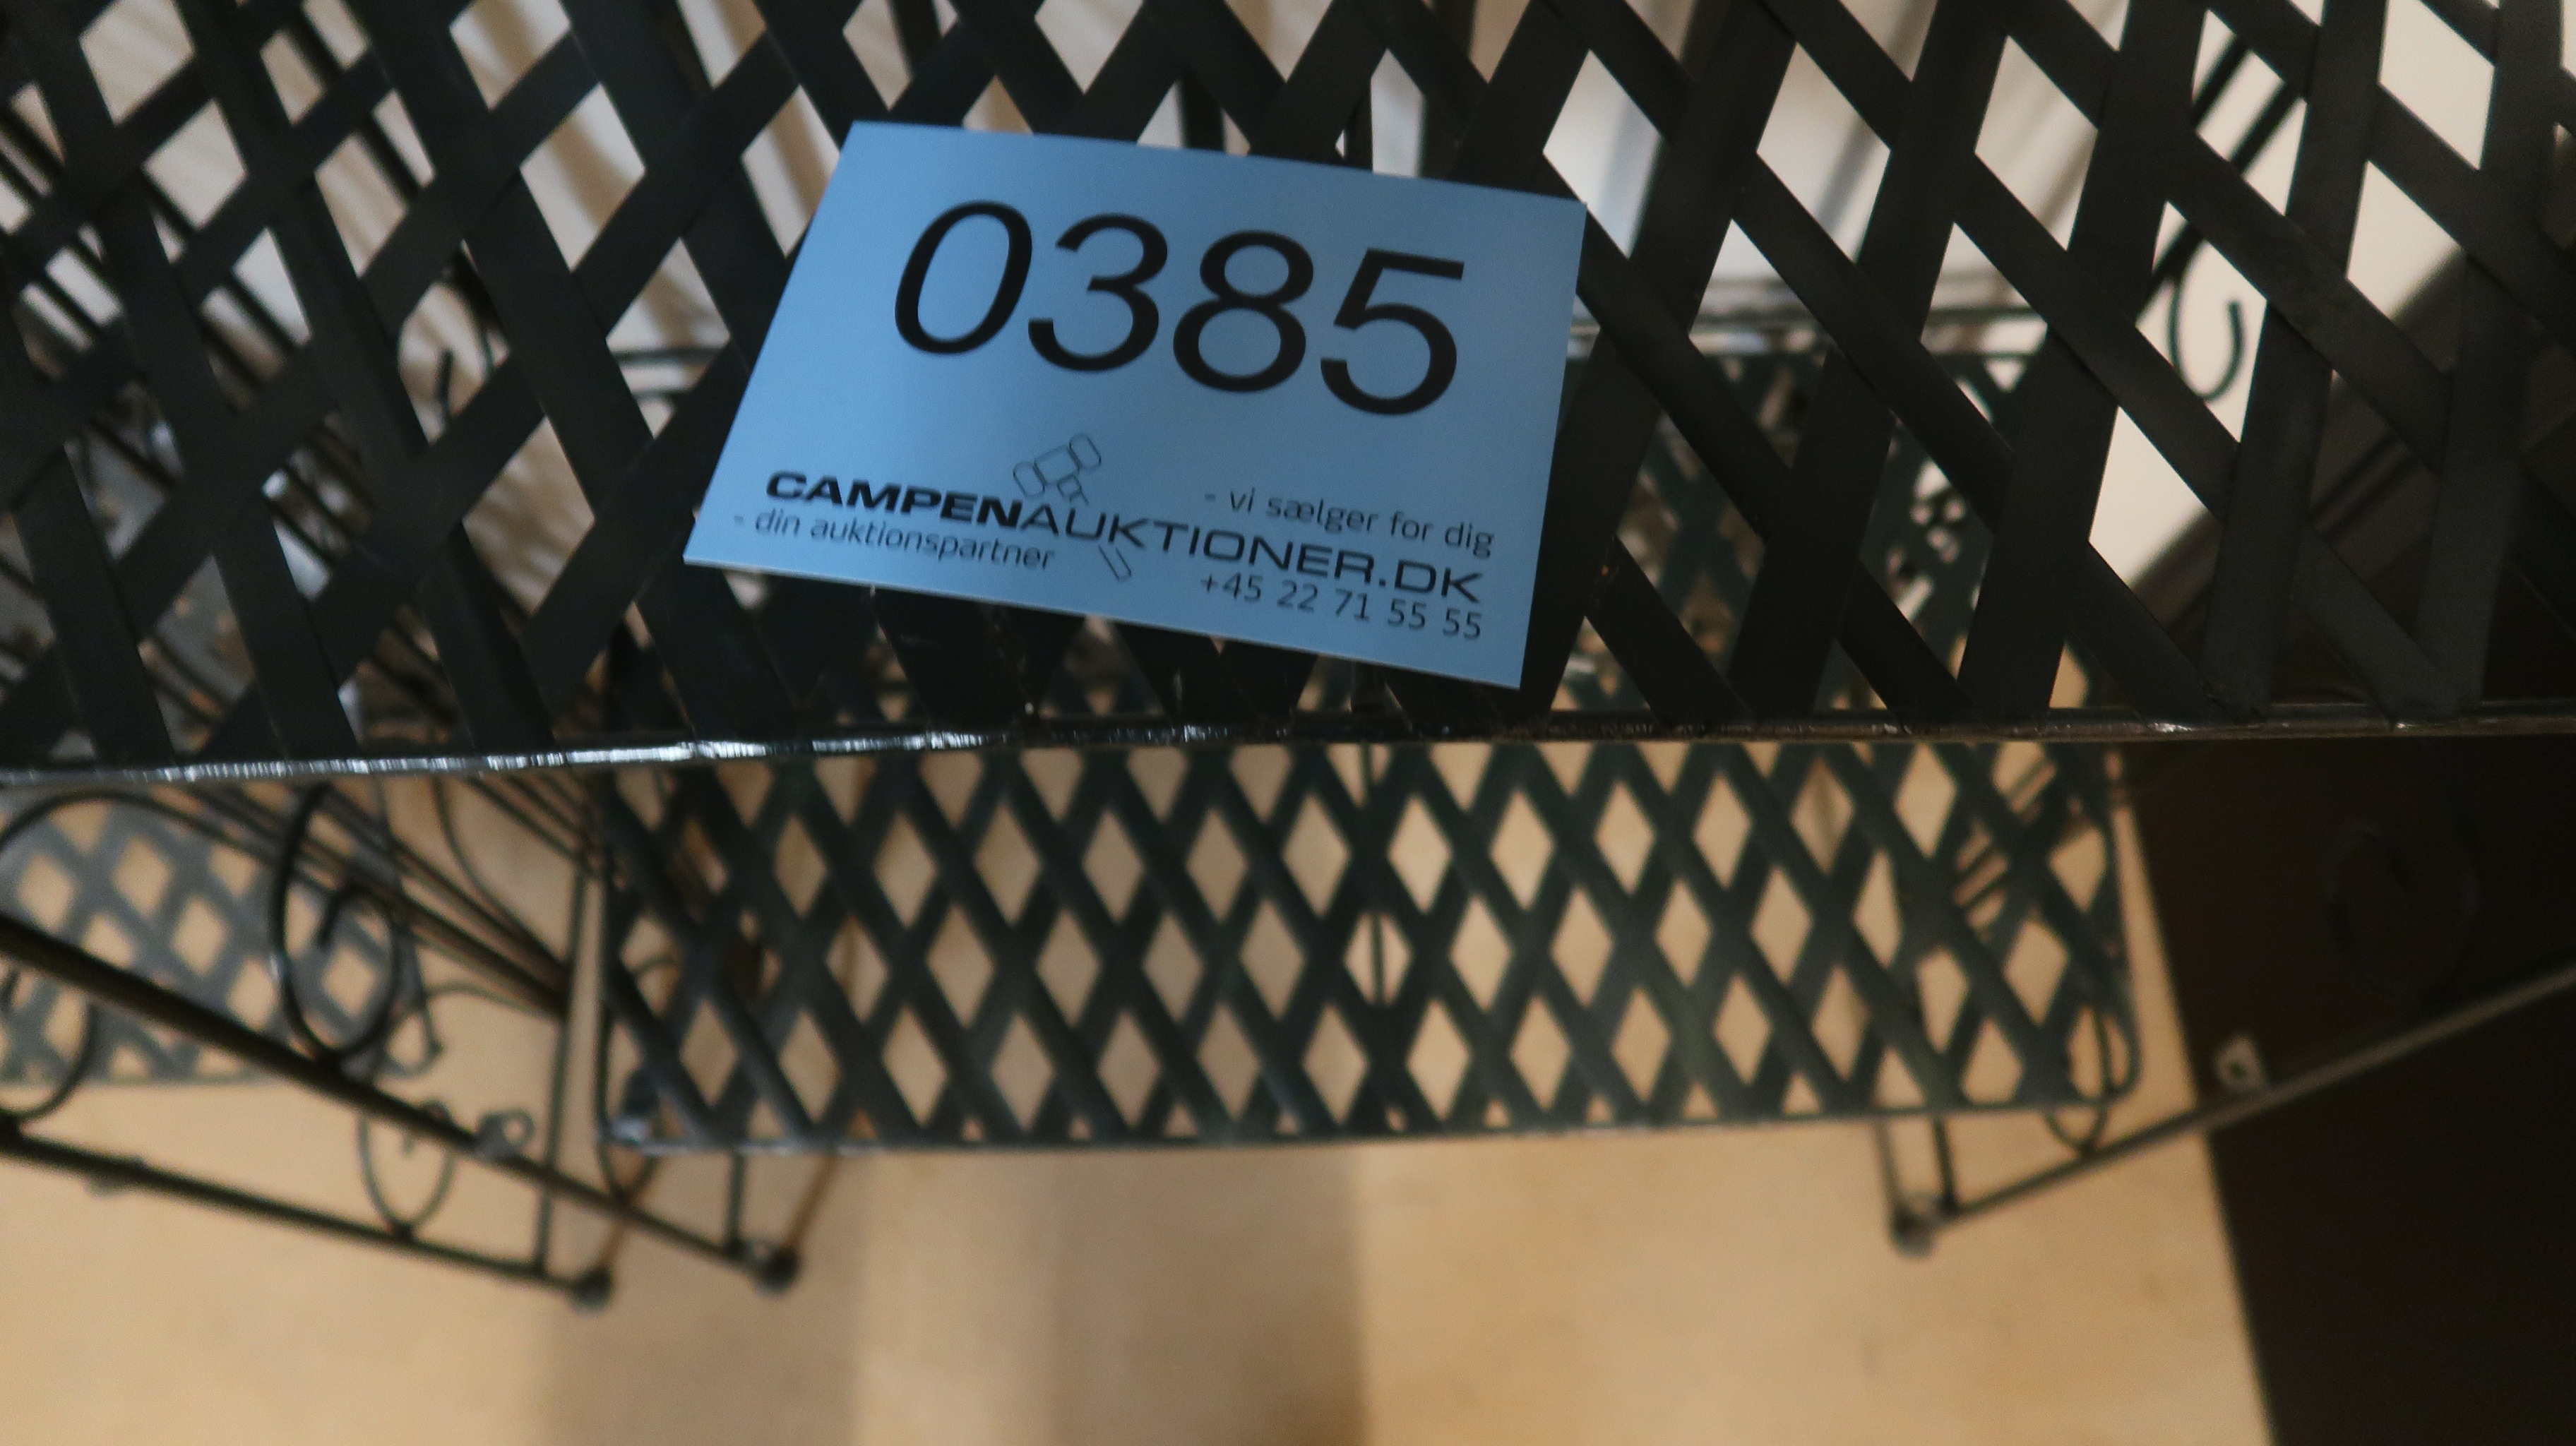 0385
- vi sælger for dig
CAMPENAUKTIONER.DK
- din auktionspartner
+45 22 71 55 55